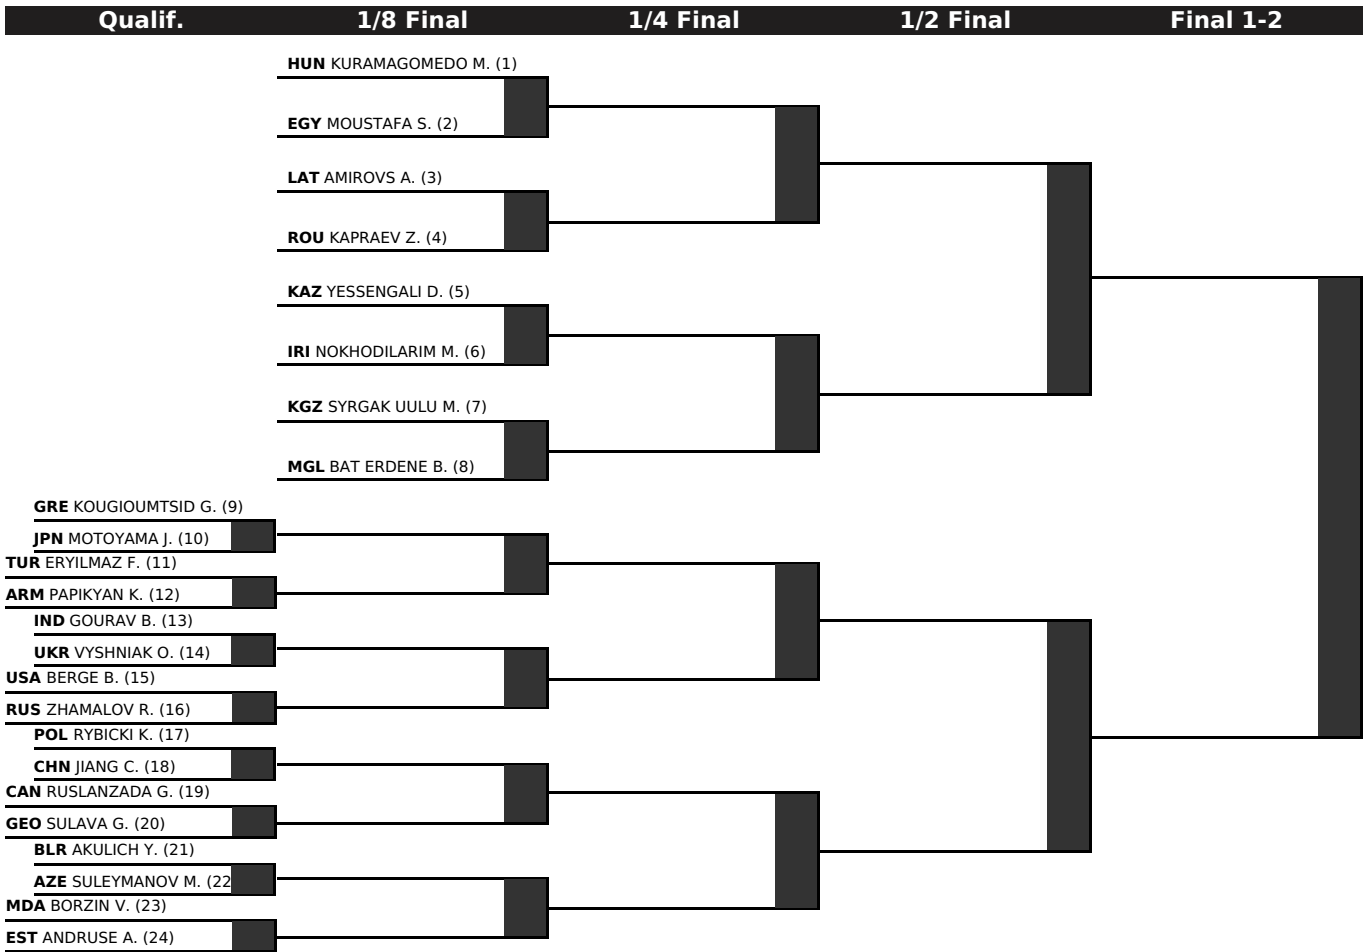 Qualif. 1/8 Final 1/4 Final 1/2 Final Final 1-2
HUN KURAMAGOMEDO M. (1)
EGY MOUSTAFA S. (2)
LAT AMIROVS A. (3)
ROU KAPRAEV Z. (4)
KAZ YESSENGALI D. (5)
IRI NOKHODILARIM M. (6)
KGZ SYRGAK UULU M. (7)
MGL BAT ERDENE B. (8)
GRE KOUGIOUMTSID G. (9)
JPN MOTOYAMA J. (10)
TUR ERYILMAZ F. (11)
ARM PAPIKYAN K. (12)
IND GOURAV B. (13)
UKR VYSHNIAK O. (14)
USA BERGE B. (15)
RUS ZHAMALOV R. (16)
POL RYBICKI K. (17)
CHN JIANG C. (18)
CAN RUSLANZADA G. (19)
GEO SULAVA G. (20)
BLR AKULICH Y. (21)
AZE SULEYMANOV M. (22
MDA BORZIN V. (23)
EST ANDRUSE A. (24)